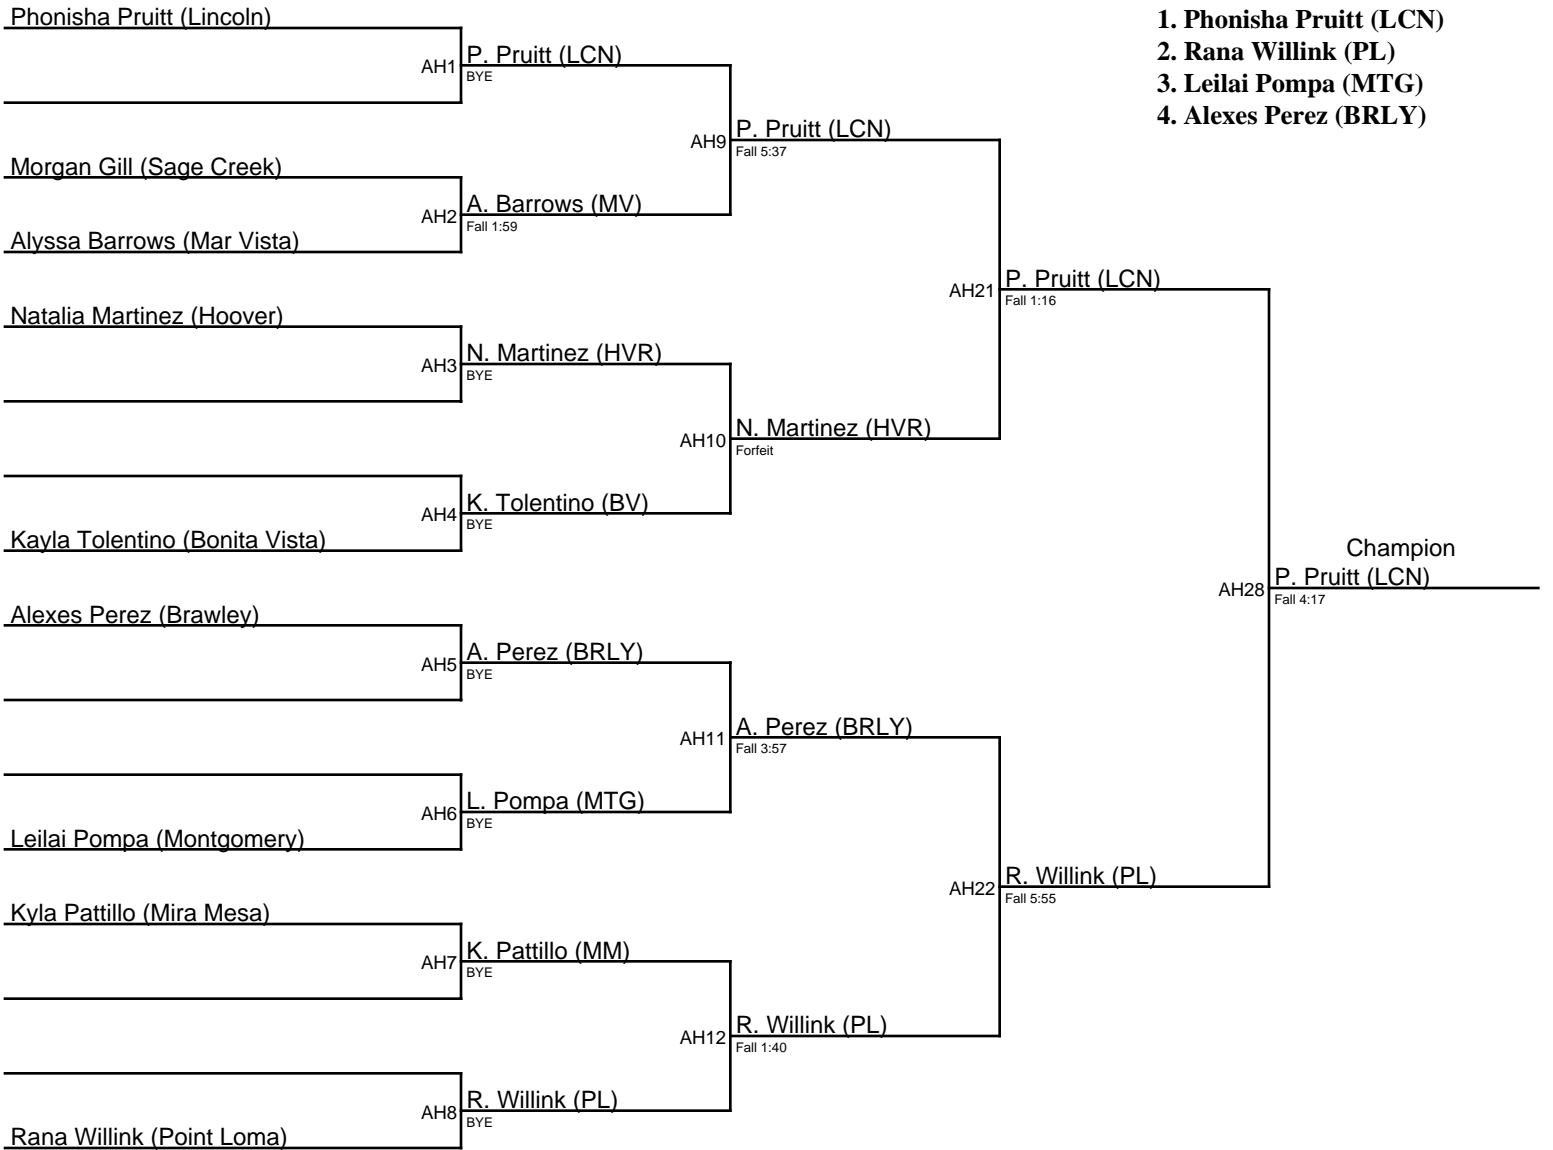 Phonisha Pruitt (Lincoln)
AH1
P. Pruitt (LCN)
BYE
Morgan Gill (Sage Creek)
Alyssa Barrows (Mar Vista)
AH2
A. Barrows (MV)
Fall 1:59
AH9
P. Pruitt (LCN)
Fall 5:37
Natalia Martinez (Hoover)
AH3
N. Martinez (HVR)
BYE
AH4
K. Tolentino (BV)
BYE
Kayla Tolentino (Bonita Vista)
AH10
N. Martinez (HVR)
Forfeit
AH21
P. Pruitt (LCN)
Fall 1:16
Alexes Perez (Brawley)
AH5
A. Perez (BRLY)
BYE
AH6
L. Pompa (MTG)
BYE
Leilai Pompa (Montgomery)
AH11
A. Perez (BRLY)
Fall 3:57
Kyla Pattillo (Mira Mesa)
AH7
K. Pattillo (MM)
BYE
AH8
R. Willink (PL)
BYE
Rana Willink (Point Loma)
AH12
R. Willink (PL)
Fall 1:40
AH22
R. Willink (PL)
Fall 5:55
Champion
AH28
P. Pruitt (LCN)
Fall 4:17
1. Phonisha Pruitt (LCN)
2. Rana Willink (PL)
3. Leilai Pompa (MTG)
4. Alexes Perez (BRLY)